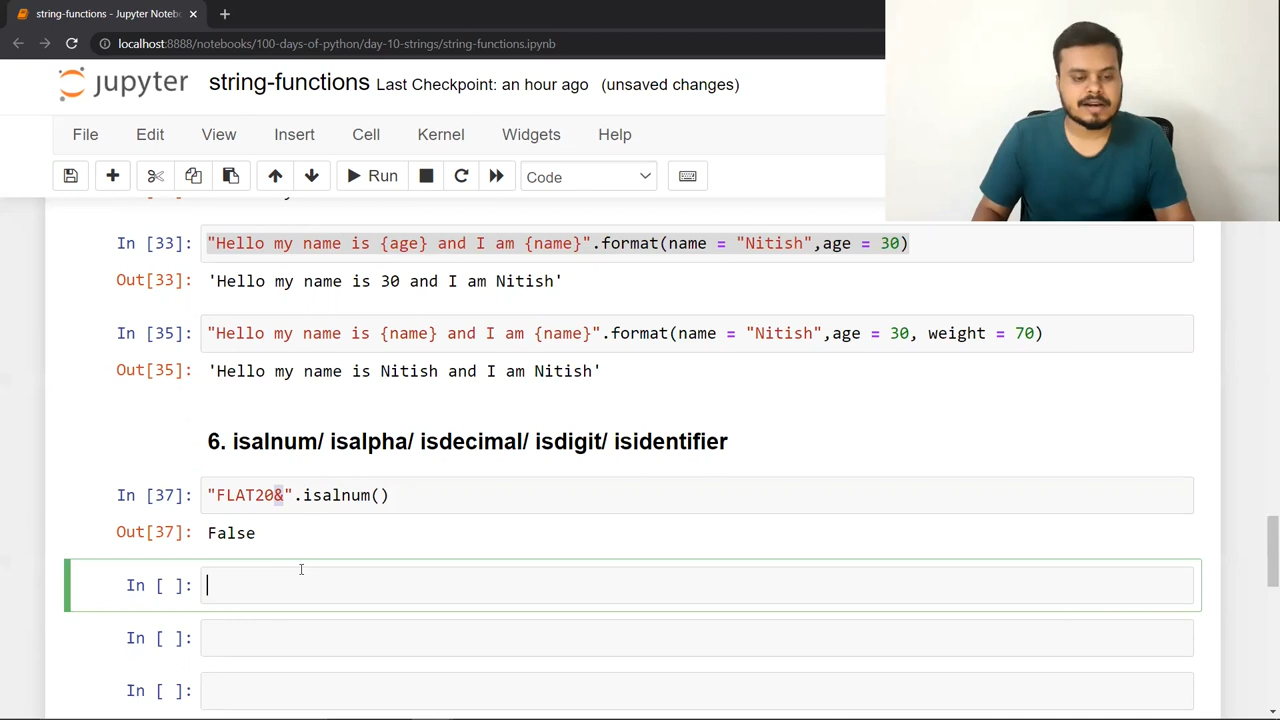 string-functions - Jupyter Notebo
localhost:8888/notebooks/100-days-of-python/day-10-strings/string-functions.ipynb
jupyter string-functions Last Checkpoint: an hour ago (unsaved changes)
File Edit View Insert Cell Kernel Widgets Help
Run Code
In [33]: "Hello my name is {age} and I am {name}".format(name = "Nitish",age = 30)
Out[33]: 'Hello my name is 30 and I am Nitish'
In [35]: "Hello my name is {name} and I am {name}".format(name = "Nitish",age = 30, weight = 70)
Out[35]: 'Hello my name is Nitish and I am Nitish'
6. isalnum/ isalpha/ isdecimal/ isdigit/ isidentifier
In [37]: "FLAT20&".isalnum()
Out[37]: False
In [ ]:
In [ ]:
In [ ]: